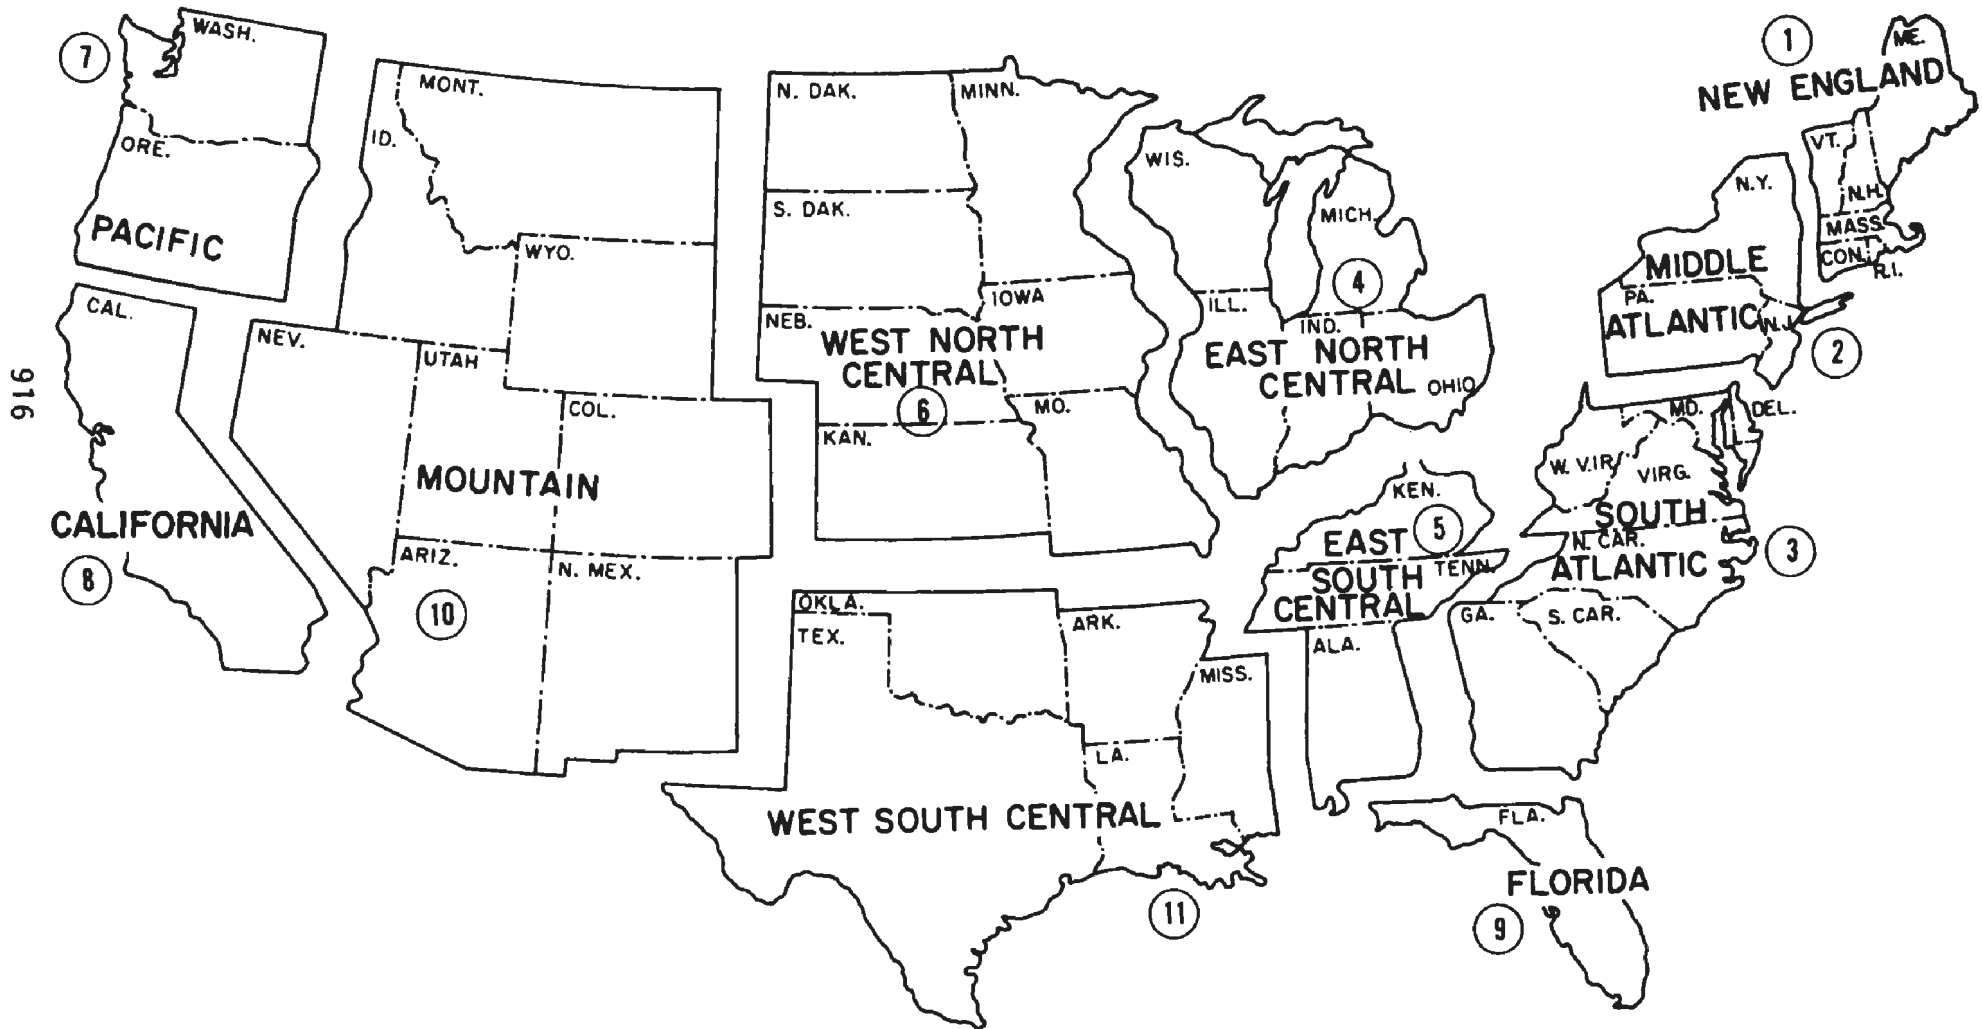 7
WASH.
ORE.
PACIFIC
CAL.
CALIFORNIA
8
916
MONT.
ID.
WYO.
NEV.
UTAH
COL.
MOUNTAIN
ARIZ.
N. MEX.
10
N. DAK.
MINN.
S. DAK.
IOWA
NEB.
WEST NORTH
CENTRAL
6
MO.
KAN.
WIS.
MICH.
4
ILL.
IND.
EAST NORTH
CENTRAL
OHIO
1
ME.
NEW ENGLAND
VT.
N.H.
MASS.
CON.
R.I.
N.Y.
MIDDLE
PA.
ATLANTIC
N.J.
2
MD.
DEL.
W. VIR.
VIRG.
SOUTH
N. CAR.
ATLANTIC
3
GA.
S. CAR.
KEN.
5
EAST
SOUTH
TENN.
CENTRAL
ALA.
OKLA.
TEX.
ARK.
MISS.
LA.
WEST SOUTH CENTRAL
11
FLA.
FLORIDA
9